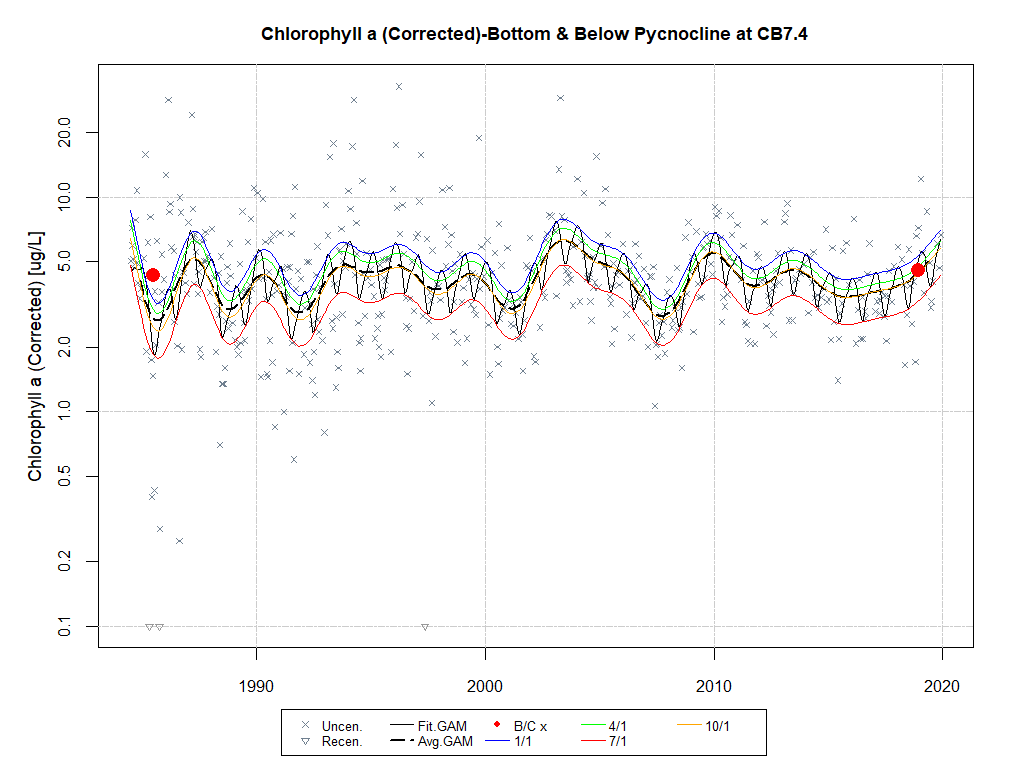 Chlorophyll a (Corrected)-Bottom & Below Pycnocline at CB7.4
Chlorophyll a (Corrected) [ug/L]
20.0
10.0
5.0
2.0
1.0
0.5
0.2
0.1
1990 2000 2010 2020
Uncen. Fit.GAM B/C x 4/1 10/1
Recen. Avg.GAM 1/1 7/1